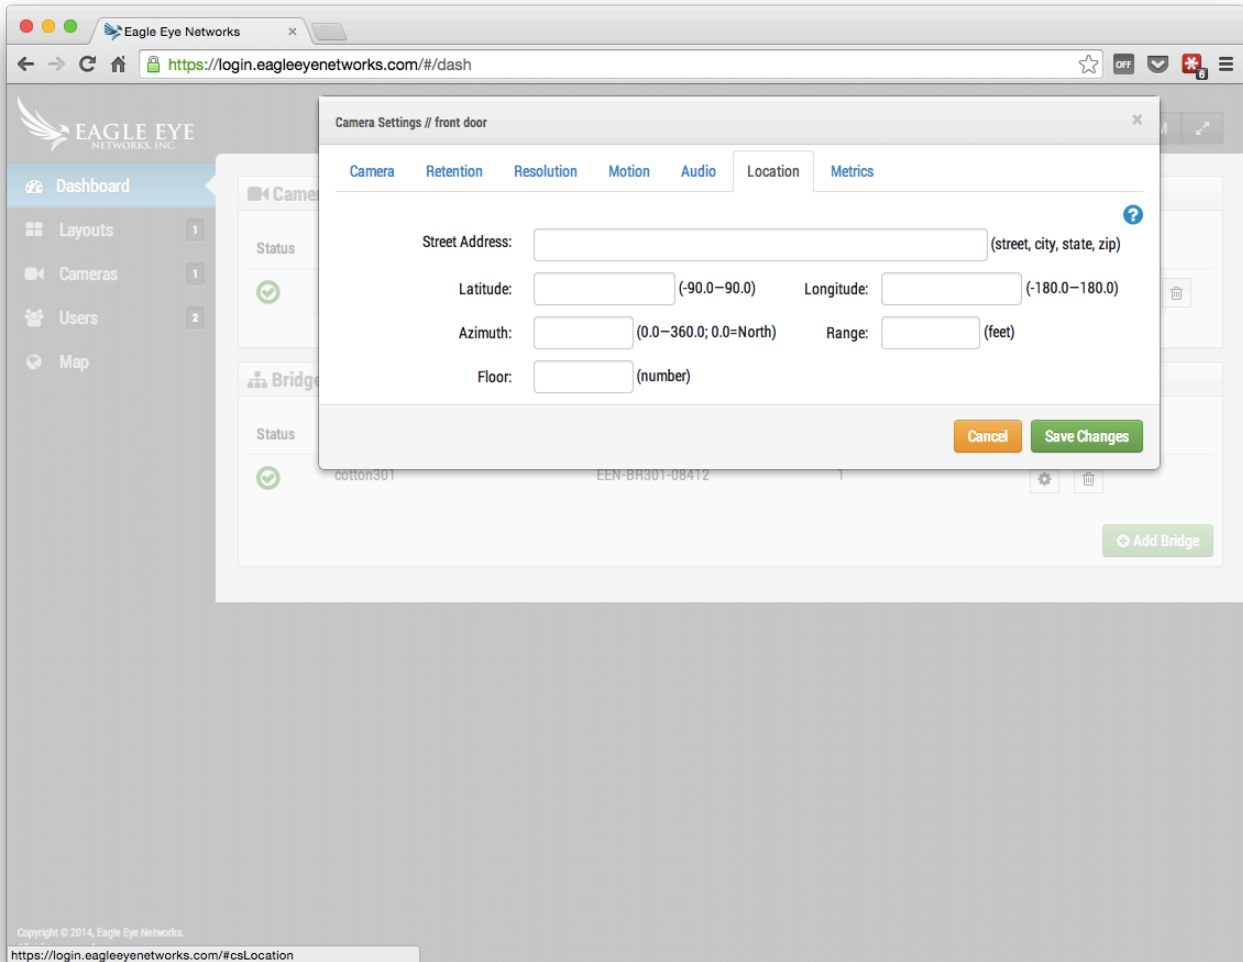 Eagle Eye Networks
https://login.eagleeyenetworks.com/#/dash
OFF
6
EAGLE EYE
NETWORKS, INC.
Camera Settings // front door
M
Camera Retention Resolution Motion Audio Location Metrics
Dashboard
Layouts 1
Cameras 1
Users 2
Map
Came
Status
Street Address: (street, city, state, zip)
Latitude: (-90.0—90.0) Longitude: (-180.0—180.0)
Azimuth: (0.0—360.0; 0.0=North) Range: (feet)
Floor: (number)
Cancel Save Changes
Bridge
Status
cotton301 EEN-BR301-08412 1
Add Bridge
Copyright © 2014, Eagle Eye Networks.
https://login.eagleeyenetworks.com/#csLocation